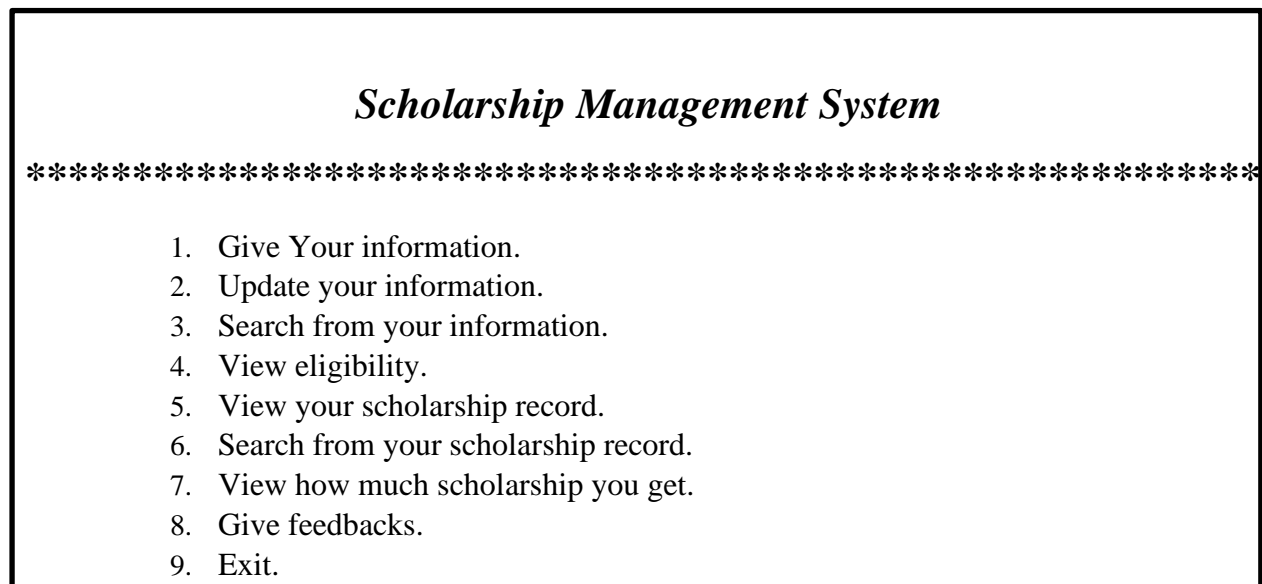 Scholarship Management System
**********************************************************
1. Give Your information.
2. Update your information.
3. Search from your information.
4. View eligibility.
5. View your scholarship record.
6. Search from your scholarship record.
7. View how much scholarship you get.
8. Give feedbacks.
9. Exit.